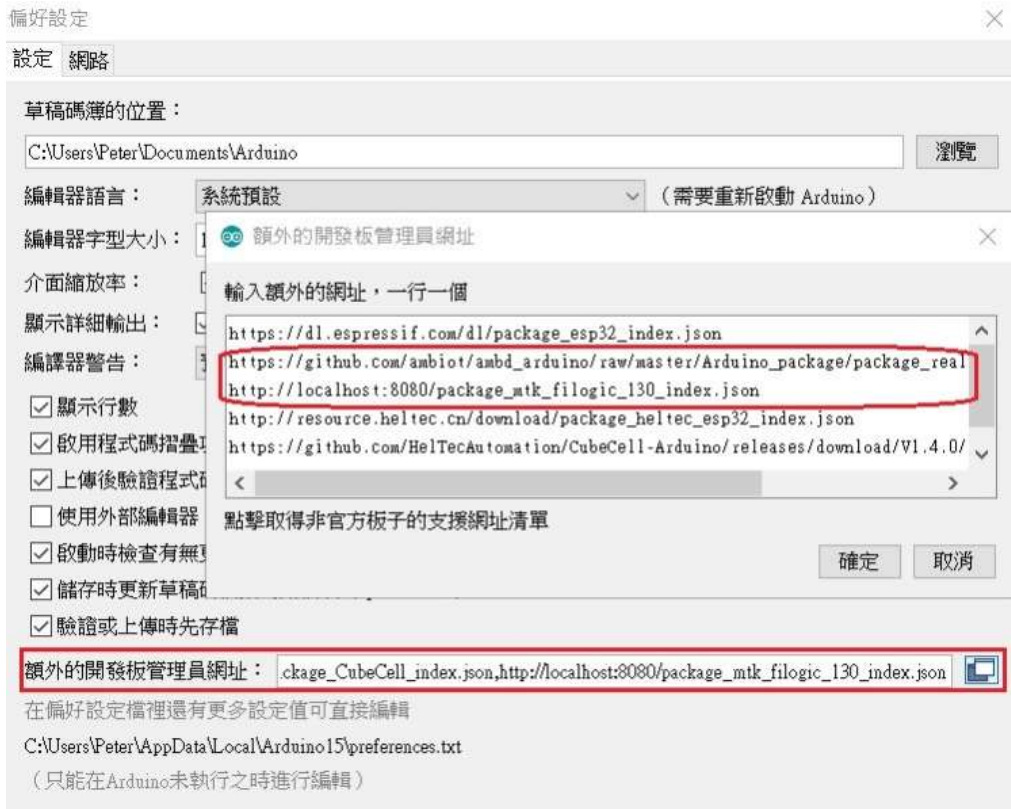 偏好設定
設定 網路
草稿碼簿的位置：
C:\Users\Peter\Documents\Arduino 瀏覽
編輯器語言： 系統預設 （需要重新啟動 Arduino）
編輯器字型大小：
介面縮放率：
顯示詳細輸出：
編譯器警告：
顯示行數
啟用程式碼摺疊
上傳後驗證程式
使用外部編輯器
啟動時檢查有無
儲存時更新草稿
驗證或上傳時先存檔
額外的開發板管理員網址
輸入額外的網址，一行一個
https://dl.espressif.com/dl/package_esp32_index.json
https://github.com/ambiot/ambd_arduino/raw/master/Arduino_package/package_real
http://localhost:8080/package_mtk_filogic_130_index.json
http://resource.heltec.cn/download/package_heltec_esp32_index.json
https://github.com/HelTecAutomation/CubeCell-Arduino/releases/download/V1.4.0/
點擊取得非官方板子的支援網址清單
確定 取消
額外的開發板管理員網址： ckage_CubeCell_index.json,http://localhost:8080/package_mtk_filogic_130_index.json
在偏好設定檔裡還有更多設定值可直接編輯
C:\Users\Peter\AppData\Local\Arduino15\preferences.txt
（只能在Arduino未執行之時進行編輯）